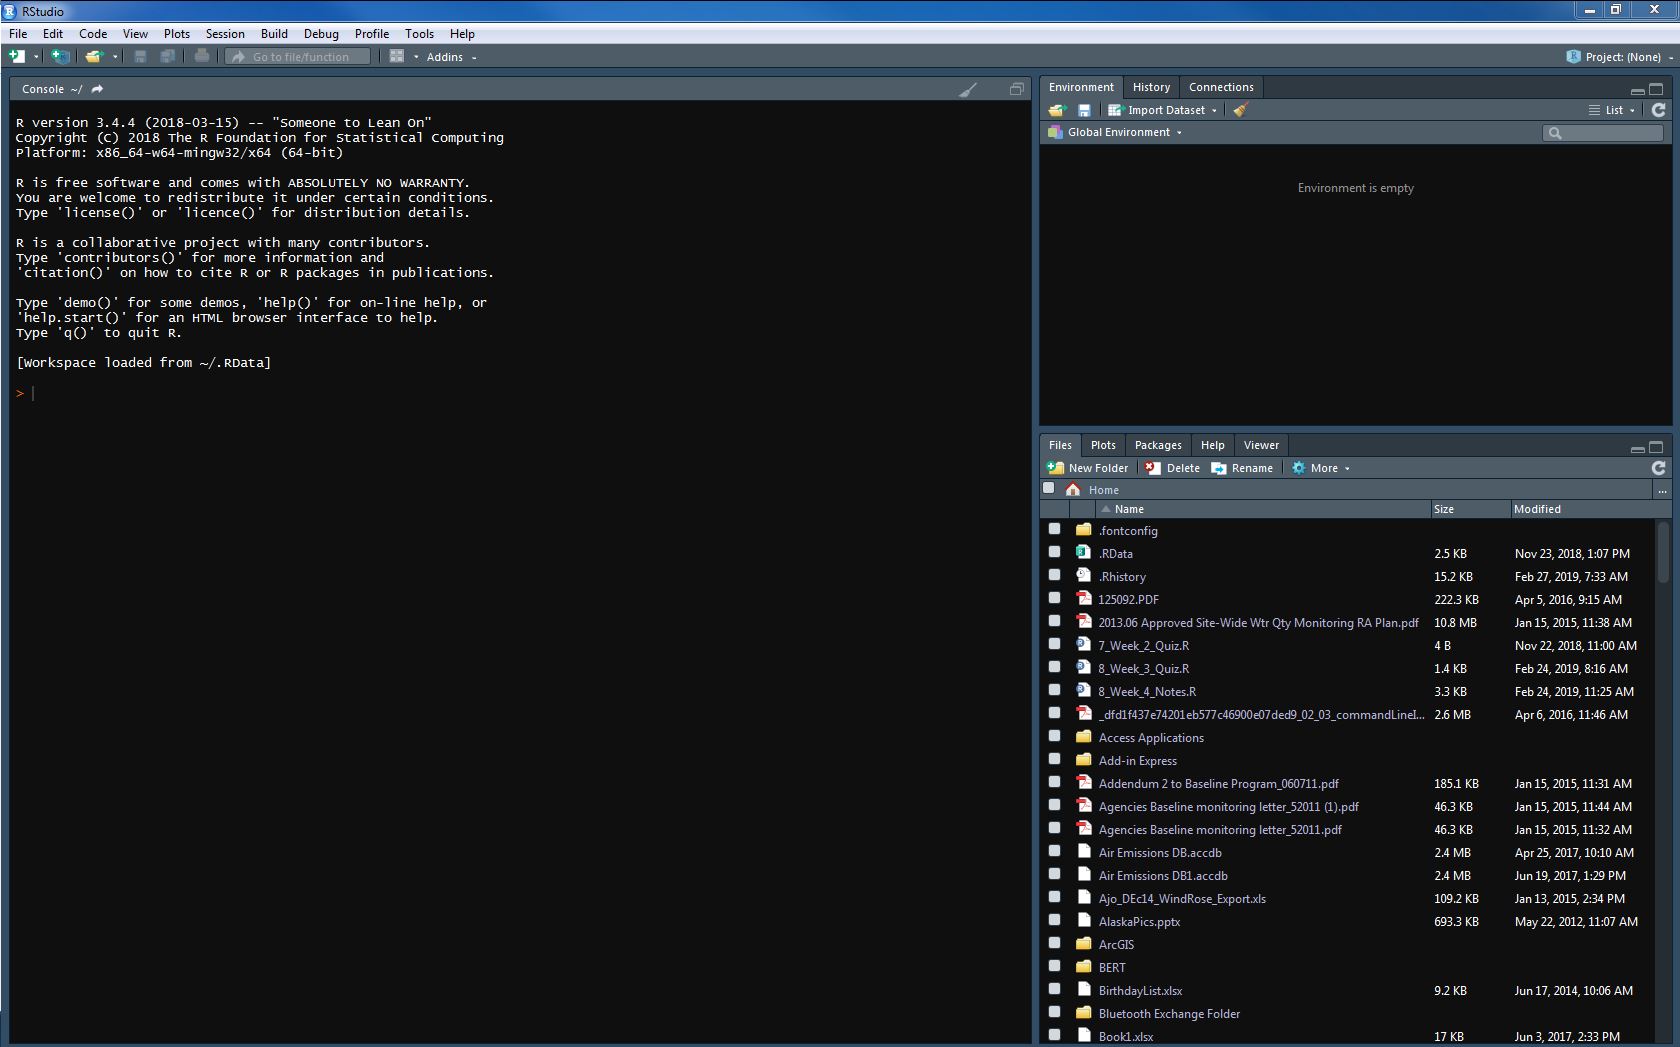 RStudio
File Edit Code View Plots Session Build Debug Profile Tools Help
Go to file/function Addins Project: (None)
Console ~/
R version 3.4.4 (2018-03-15) -- "Someone to Lean On"
Copyright (C) 2018 The R Foundation for Statistical Computing
Platform: x86_64-w64-mingw32/x64 (64-bit)
R is free software and comes with ABSOLUTELY NO WARRANTY.
You are welcome to redistribute it under certain conditions.
Type 'license()' or 'licence()' for distribution details.
R is a collaborative project with many contributors.
Type 'contributors()' for more information and
'citation()' on how to cite R or R packages in publications.
Type 'demo()' for some demos, 'help()' for on-line help, or
'help.start()' for an HTML browser interface to help.
Type 'q()' to quit R.
[Workspace loaded from ~/.RData]
>
Environment History Connections
Import Dataset List
Global Environment
Environment is empty
Files Plots Packages Help Viewer
New Folder Delete Rename More
Home ...
Name Size Modified
.fontconfig
.RData 2.5 KB Nov 23, 2018, 1:07 PM
.Rhistory 15.2 KB Feb 27, 2019, 7:33 AM
125092.PDF 222.3 KB Apr 5, 2016, 9:15 AM
2013.06 Approved Site-Wide Wtr Qty Monitoring RA Plan.pdf 10.8 MB Jan 15, 2015, 11:38 AM
7_Week_2_Quiz.R 4 B Nov 22, 2018, 11:00 AM
8_Week_3_Quiz.R 1.4 KB Feb 24, 2019, 8:16 AM
8_Week_4_Notes.R 3.3 KB Feb 24, 2019, 11:25 AM
_dfd1f437e74201eb577c46900e07ded9_02_03_commandLineI... 2.6 MB Apr 6, 2016, 11:46 AM
Access Applications
Add-in Express
Addendum 2 to Baseline Program_060711.pdf 185.1 KB Jan 15, 2015, 11:31 AM
Agencies Baseline monitoring letter_52011 (1).pdf 46.3 KB Jan 15, 2015, 11:44 AM
Agencies Baseline monitoring letter_52011.pdf 46.3 KB Jan 15, 2015, 11:32 AM
Air Emissions DB.accdb 2.4 MB Apr 25, 2017, 10:10 AM
Air Emissions DB1.accdb 2.4 MB Jun 19, 2017, 1:29 PM
Ajo_DEc14_WindRose_Export.xls 109.2 KB Jan 13, 2015, 2:34 PM
AlaskaPics.pptx 693.3 KB May 22, 2012, 11:07 AM
ArcGIS
BERT
BirthdayList.xlsx 9.2 KB Jun 17, 2014, 10:06 AM
Bluetooth Exchange Folder
Book1.xlsx 17 KB Jun 3, 2017, 2:33 PM